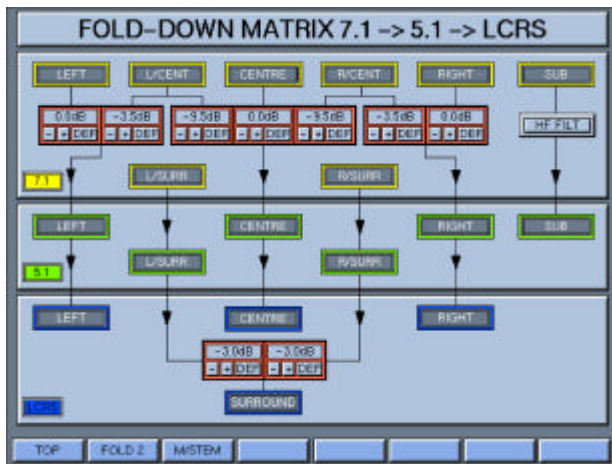 FOLD-DOWN MATRIX 7.1 -> 5.1 -> LCRS
LEFT L/CENT CENTRE R/CENT RIGHT SUB
0.0dB -3.5dB -9.5dB 0.0dB -9.5dB -3.5dB 0.0dB
- + DEF - + DEF - + DEF - + DEF - + DEF - + DEF - + DEF
HF FILT
7.1 L/SURR R/SURR
LEFT CENTRE RIGHT SUB
5.1 L/SURR R/SURR
LEFT CENTRE RIGHT
-3.0dB -3.0dB
- + DEF - + DEF
LCRS SURROUND
TOP FOLD 2 M/STEM